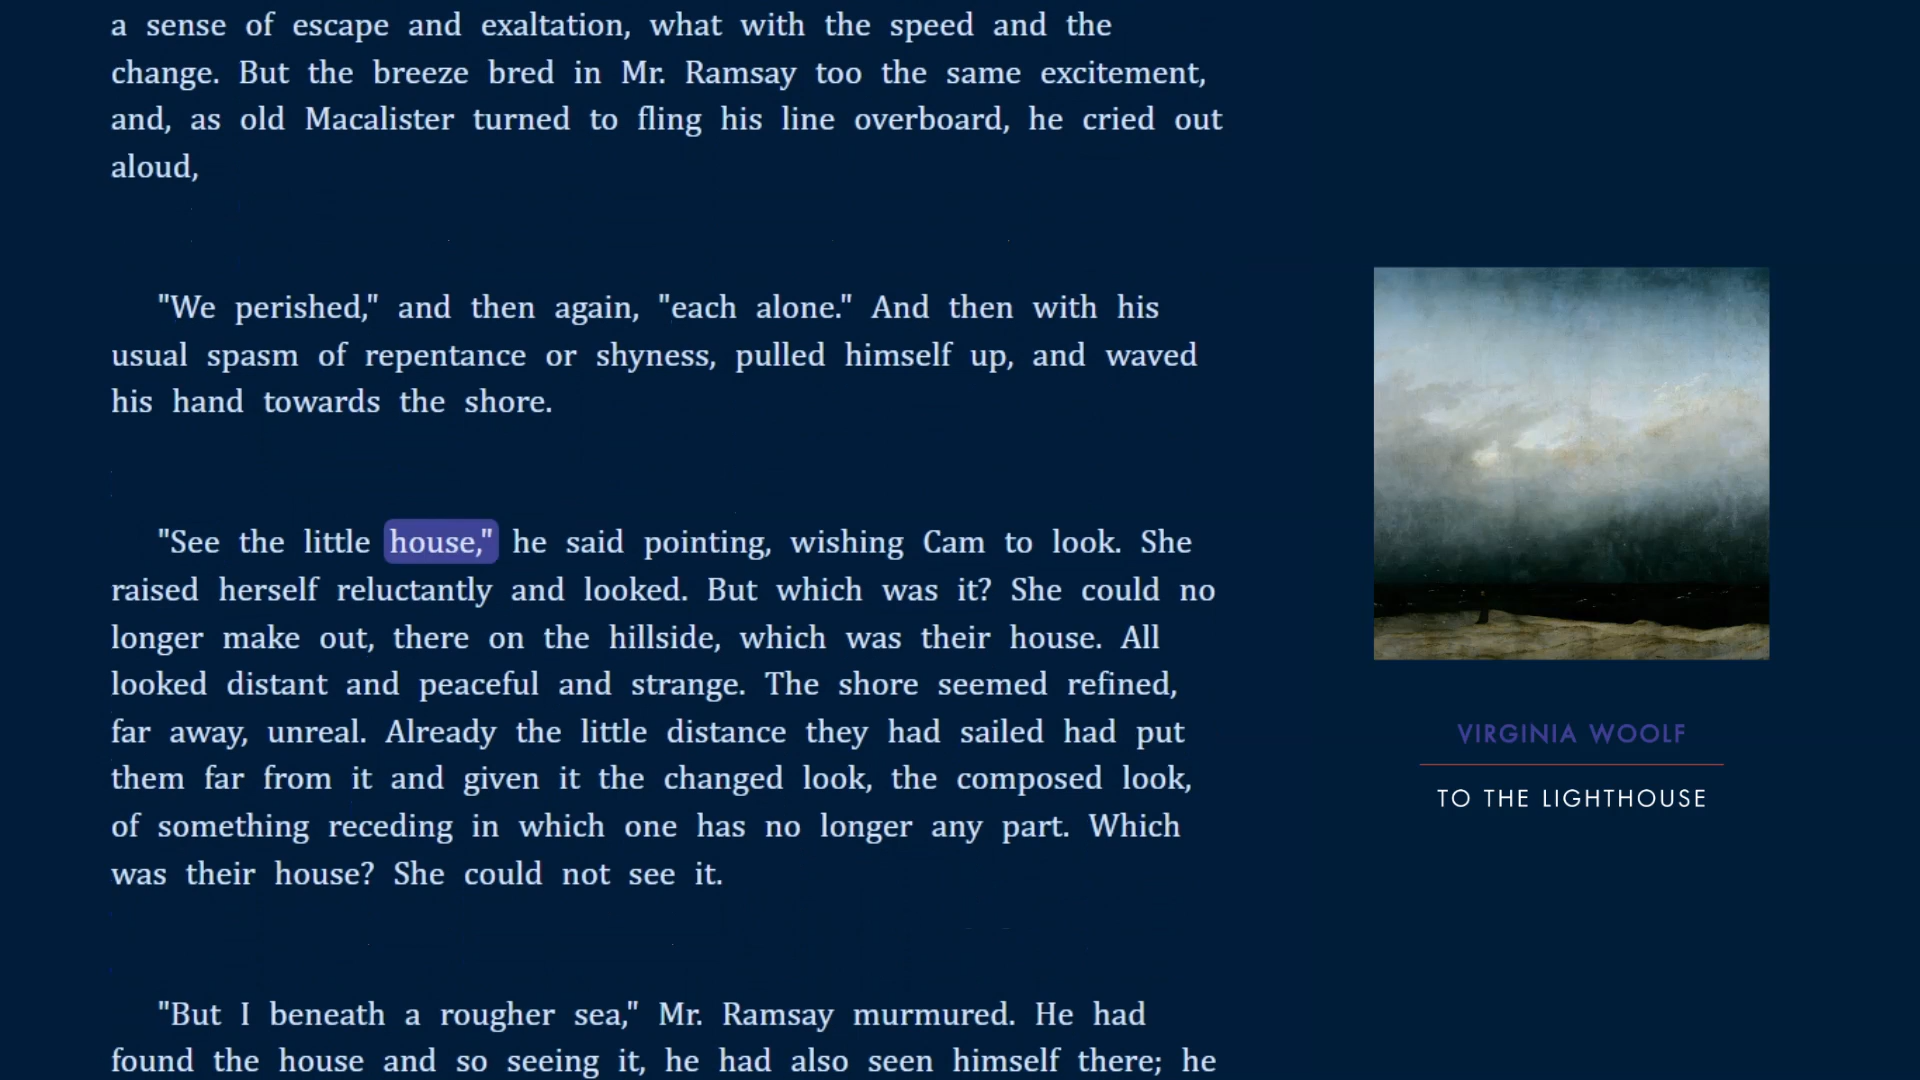 a sense of escape and exaltation, what with the speed and the
change. But the breeze bred in Mr. Ramsay too the same excitement,
and, as old Macalister turned to fling his line overboard, he cried out
aloud,
"We perished," and then again, "each alone." And then with his
usual spasm of repentance or shyness, pulled himself up, and waved
his hand towards the shore.
"See the little house," he said pointing, wishing Cam to look. She
raised herself reluctantly and looked. But which was it? She could no
longer make out, there on the hillside, which was their house. All
looked distant and peaceful and strange. The shore seemed refined,
far away, unreal. Already the little distance they had sailed had put
them far from it and given it the changed look, the composed look,
of something receding in which one has no longer any part. Which
was their house? She could not see it.
"But I beneath a rougher sea," Mr. Ramsay murmured. He had
found the house and so seeing it, he had also seen himself there; he
VIRGINIA WOOLF
TO THE LIGHTHOUSE